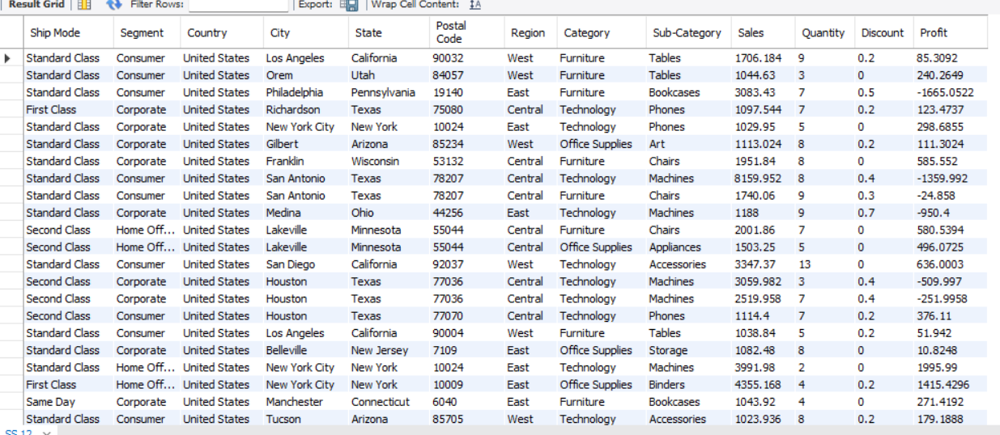 Result Grid | Filter Rows: | Export: | Wrap Cell Content: IA
Ship Mode Segment Country City State Postal Code Region Category Sub-Category Sales Quantity Discount Profit
Standard Class Consumer United States Los Angeles California 90032 West Furniture Tables 1706.184 9 0.2 85.3092
Standard Class Consumer United States Orem Utah 84057 West Furniture Tables 1044.63 3 0 240.2649
Standard Class Consumer United States Philadelphia Pennsylvania 19140 East Furniture Bookcases 3083.43 7 0.5 -1665.0522
First Class Corporate United States Richardson Texas 75080 Central Technology Phones 1097.544 7 0.2 123.4737
Standard Class Corporate United States New York City New York 10024 East Technology Phones 1029.95 5 0 298.6855
Standard Class Corporate United States Gilbert Arizona 85234 West Office Supplies Art 1113.024 8 0.2 111.3024
Standard Class Corporate United States Franklin Wisconsin 53132 Central Furniture Chairs 1951.84 8 0 585.552
Standard Class Consumer United States San Antonio Texas 78207 Central Technology Machines 8159.952 8 0.4 -1359.992
Standard Class Consumer United States San Antonio Texas 78207 Central Furniture Chairs 1740.06 9 0.3 -24.858
Standard Class Corporate United States Medina Ohio 44256 East Technology Machines 1188 9 0.7 -950.4
Second Class Home Off... United States Lakeville Minnesota 55044 Central Furniture Chairs 2001.86 7 0 580.5394
Second Class Home Off... United States Lakeville Minnesota 55044 Central Office Supplies Appliances 1503.25 5 0 496.0725
Standard Class Consumer United States San Diego California 92037 West Technology Accessories 3347.37 13 0 636.0003
Second Class Corporate United States Houston Texas 77036 Central Technology Machines 3059.982 3 0.4 -509.997
Second Class Corporate United States Houston Texas 77036 Central Technology Machines 2519.958 7 0.4 -251.9958
Second Class Consumer United States Houston Texas 77070 Central Technology Phones 1114.4 7 0.2 376.11
Standard Class Consumer United States Los Angeles California 90004 West Furniture Tables 1038.84 5 0.2 51.942
Standard Class Corporate United States Belleville New Jersey 7109 East Office Supplies Storage 1082.48 8 0 10.8248
Standard Class Home Off... United States New York City New York 10024 East Technology Machines 3991.98 2 0 1995.99
First Class Home Off... United States New York City New York 10009 East Office Supplies Binders 4355.168 4 0.2 1415.4296
Same Day Corporate United States Manchester Connecticut 6040 East Furniture Bookcases 1043.92 4 0 271.4192
Standard Class Consumer United States Tucson Arizona 85705 West Technology Accessories 1023.936 8 0.2 179.1888
SS 12